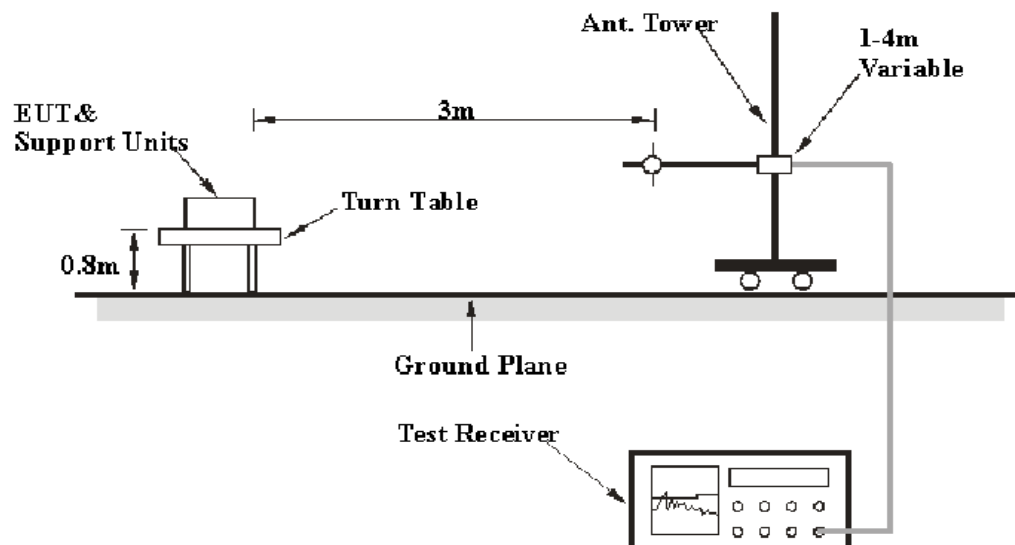 Ant. Tower
1-4m
Variable
3m
EUT&
Support Units
Turn Table
0.8m
Ground Plane
Test Receiver